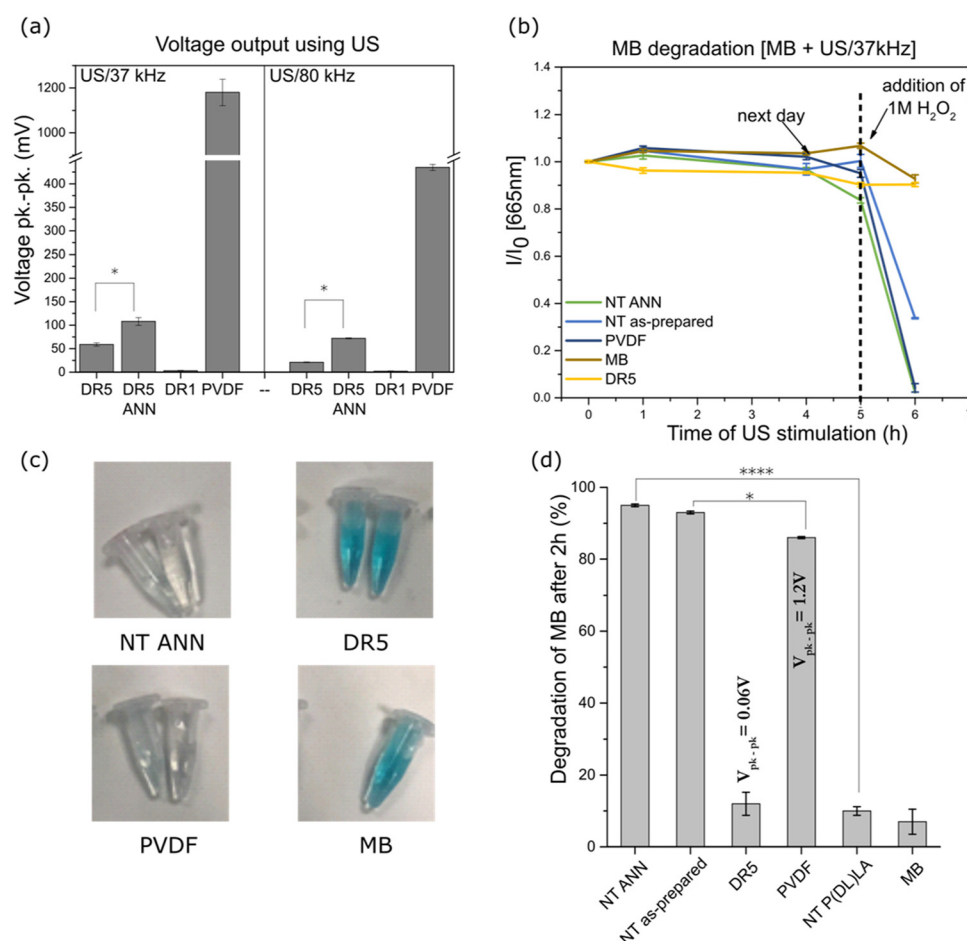 (a)
Voltage output using US
US/37 kHz
US/80 kHz
Voltage pk.-pk. (mV)
1200
1000
400
350
300
250
200
150
100
50
0
*
*
DR5 DR5 DR1 PVDF -- DR5 DR5 DR1 PVDF
ANN ANN
(b)
MB degradation [MB + US/37kHz]
I/I₀ [665nm]
1.4
1.2
1.0
0.8
0.6
0.4
0.2
0.0
next day
addition of
1M H₂O₂
NT ANN
NT as-prepared
PVDF
MB
DR5
0 1 2 3 4 5 6
Time of US stimulation (h)
(c)
NT ANN
DR5
PVDF
MB
(d)
Degradation of MB after 2h (%)
100
80
60
40
20
0
****
*
Vpk - pk = 0.06V
Vpk - pk = 1.2V
NT ANN
NT as-prepared
DR5
PVDF
NT P(DL)LA
MB